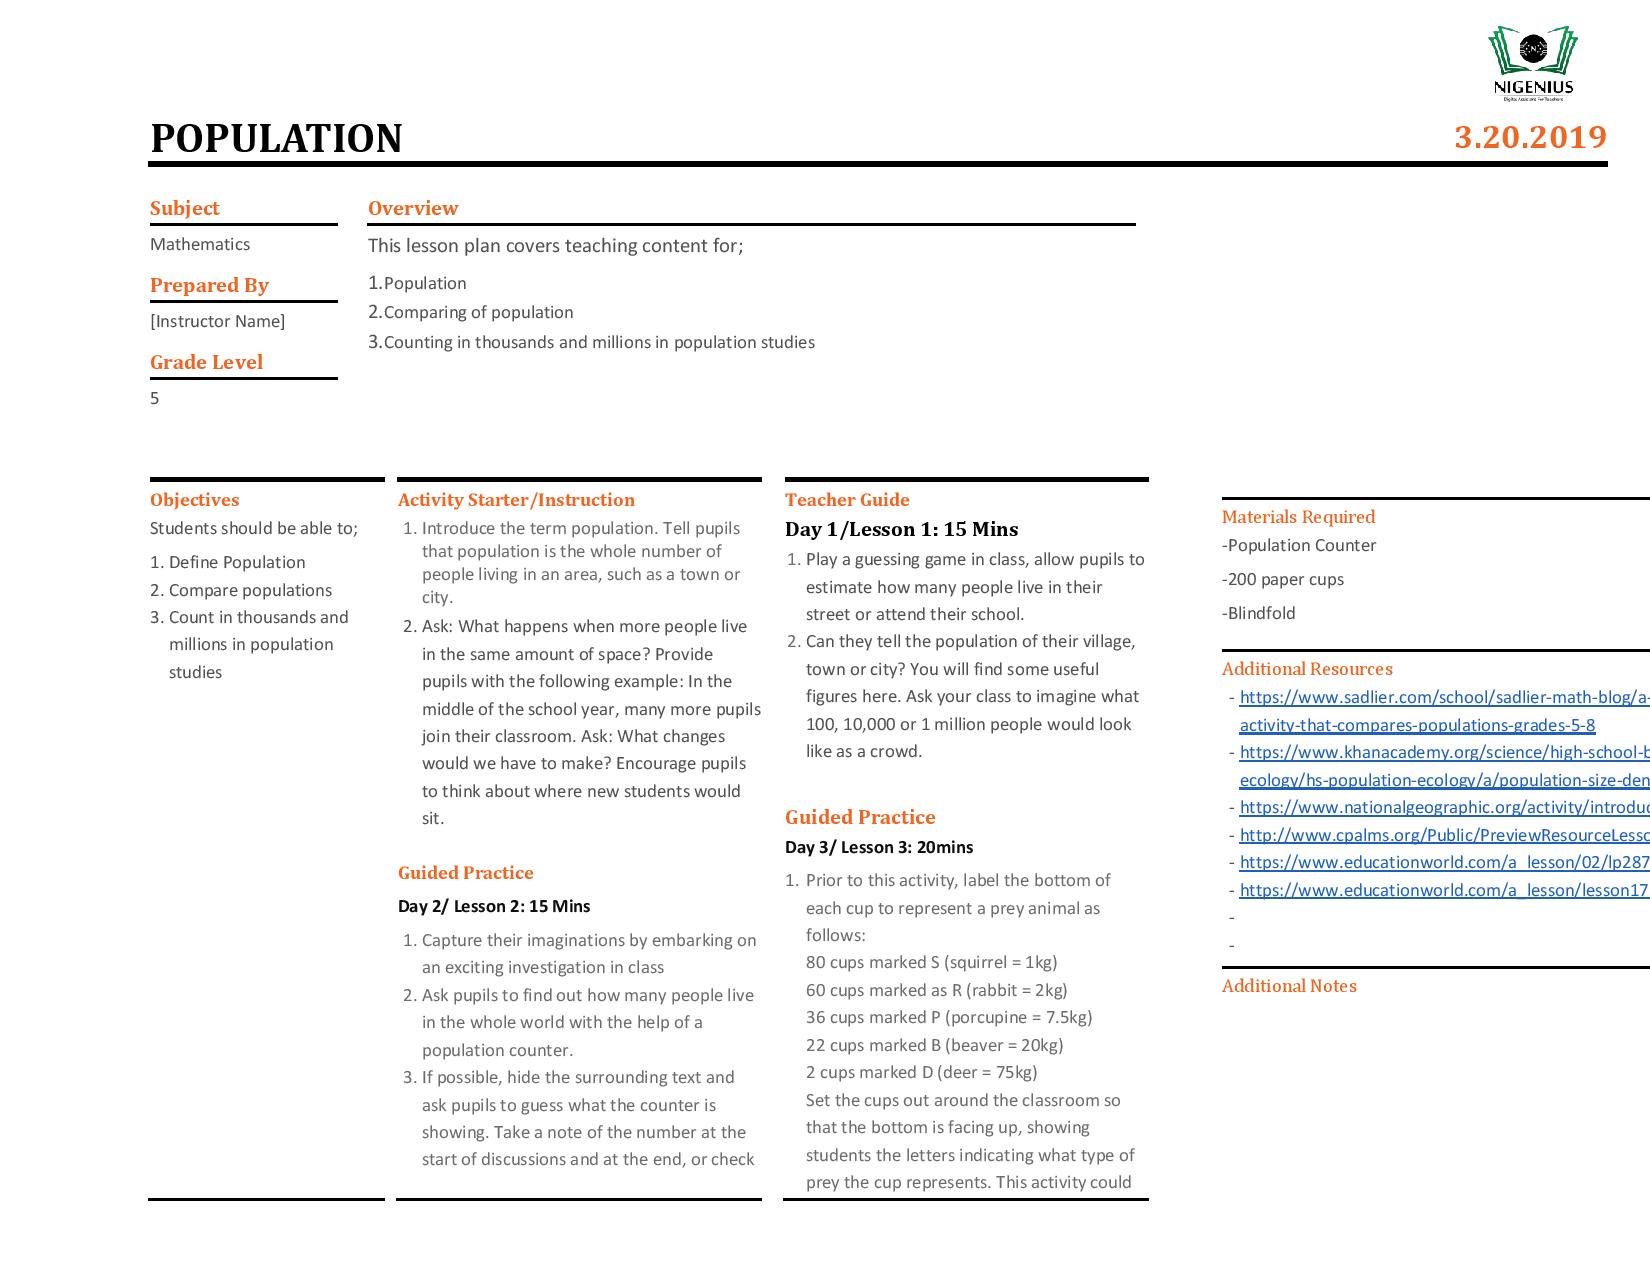 NIGENIUS
Digital Assistant For Teachers
POPULATION
3.20.2019
Subject
Mathematics
Prepared By
[Instructor Name]
Grade Level
5
Overview
This lesson plan covers teaching content for;
1.Population
2.Comparing of population
3.Counting in thousands and millions in population studies
Objectives
Students should be able to;
1. Define Population
2. Compare populations
3. Count in thousands and
millions in population
studies
Activity Starter/Instruction
1. Introduce the term population. Tell pupils
that population is the whole number of
people living in an area, such as a town or
city.
2. Ask: What happens when more people live
in the same amount of space? Provide
pupils with the following example: In the
middle of the school year, many more pupils
join their classroom. Ask: What changes
would we have to make? Encourage pupils
to think about where new students would
sit.
Guided Practice
Day 2/ Lesson 2: 15 Mins
1. Capture their imaginations by embarking on
an exciting investigation in class
2. Ask pupils to find out how many people live
in the whole world with the help of a
population counter.
3. If possible, hide the surrounding text and
ask pupils to guess what the counter is
showing. Take a note of the number at the
start of discussions and at the end, or check
Teacher Guide
Day 1/Lesson 1: 15 Mins
1. Play a guessing game in class, allow pupils to
estimate how many people live in their
street or attend their school.
2. Can they tell the population of their village,
town or city? You will find some useful
figures here. Ask your class to imagine what
100, 10,000 or 1 million people would look
like as a crowd.
Guided Practice
Day 3/ Lesson 3: 20mins
1. Prior to this activity, label the bottom of
each cup to represent a prey animal as
follows:
80 cups marked S (squirrel = 1kg)
60 cups marked as R (rabbit = 2kg)
36 cups marked P (porcupine = 7.5kg)
22 cups marked B (beaver = 20kg)
2 cups marked D (deer = 75kg)
Set the cups out around the classroom so
that the bottom is facing up, showing
students the letters indicating what type of
prey the cup represents. This activity could
Materials Required
-Population Counter
-200 paper cups
-Blindfold
Additional Resources
- https://www.sadlier.com/school/sadlier-math-blog/a-
activity-that-compares-populations-grades-5-8
- https://www.khanacademy.org/science/high-school-b
ecology/hs-population-ecology/a/population-size-den
- https://www.nationalgeographic.org/activity/introduc
- http://www.cpalms.org/Public/PreviewResourceLesso
- https://www.educationworld.com/a_lesson/02/lp287
- https://www.educationworld.com/a_lesson/lesson17
-
-
Additional Notes